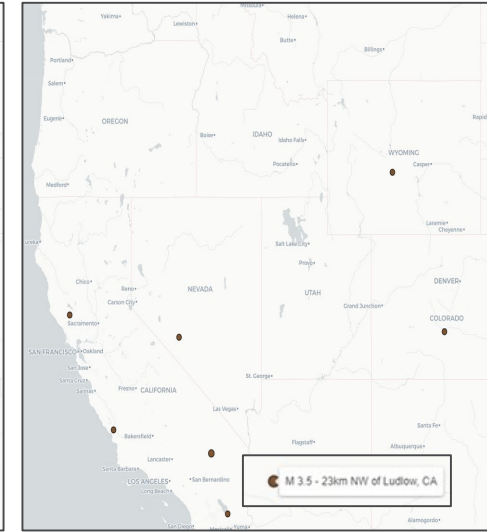 Missoula•
Yakima•
Helena•
Lewiston•
Butte•
Billings•
Portland•
Salem•
Eugene•
OREGON
Boise•
IDAHO
Idaho Falls•
Rapid
WYOMING
Casper•
Pocatello•
Medford•
Laramie•
Cheyenne•
Eureka•
Salt Lake City•
Provo•
Chico•
Reno•
NEVADA
Carson City•
UTAH
DENVER•
Grand Junction•
COLORADO
Sacramento•
SAN FRANCISCO••Oakland
San Jose•
Santa Cruz•
Salinas•
Fresno•
CALIFORNIA
St. George•
Las Vegas•
Santa Fe•
Bakersfield•
Flagstaff•
Albuquerque•
Lancaster•
Santa Barbara•
•San Bernardino
LOS ANGELES•
Long Beach•
M 3.5 - 23km NW of Ludlow, CA
San Diego•
Mexicali•
Yuma•
Alamogordo•